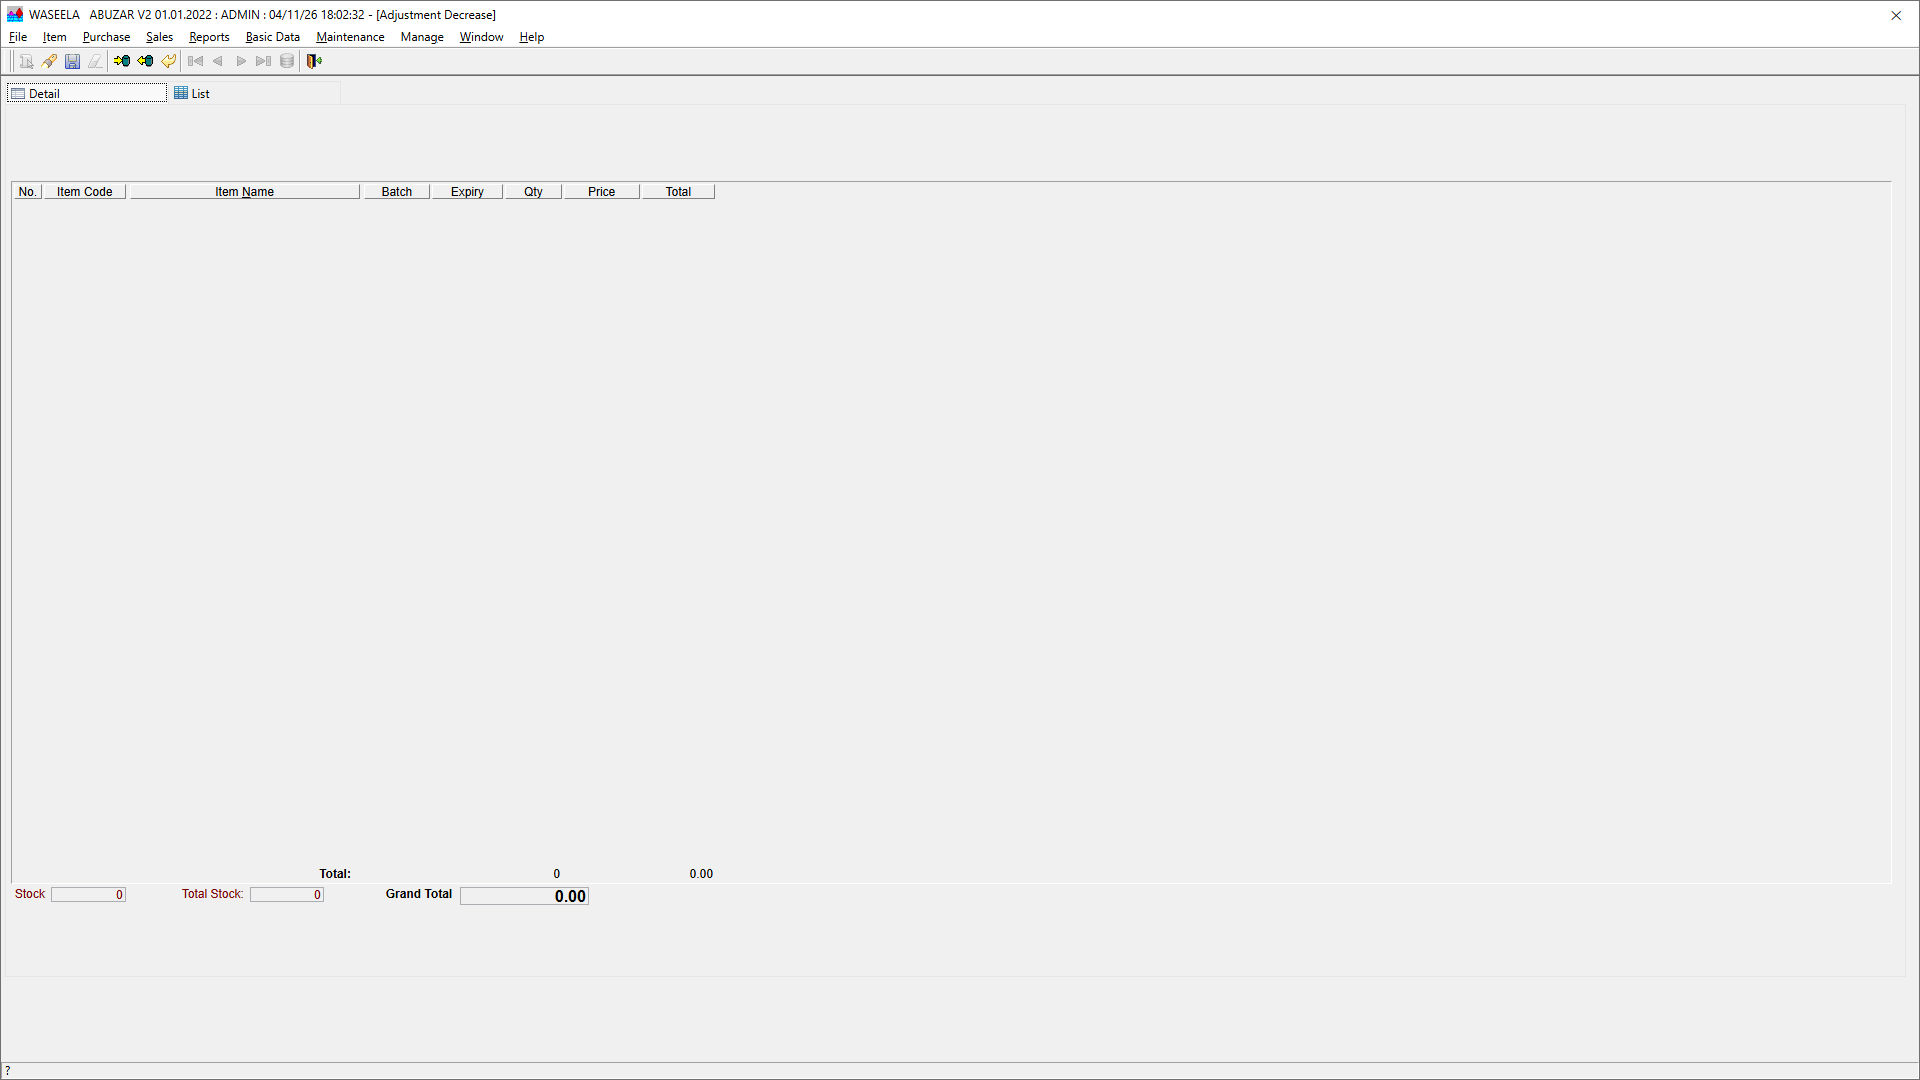 WASEELA   ABUZAR V2 01.01.2022 : ADMIN : 04/11/26 18:02:32 - [Adjustment Decrease]
File Item Purchase Sales Reports Basic Data Maintenance Manage Window Help
Detail List
No. Item Code Item Name Batch Expiry Qty Price Total
Total: 0 0.00
Stock 0 Total Stock: 0 Grand Total 0.00
?